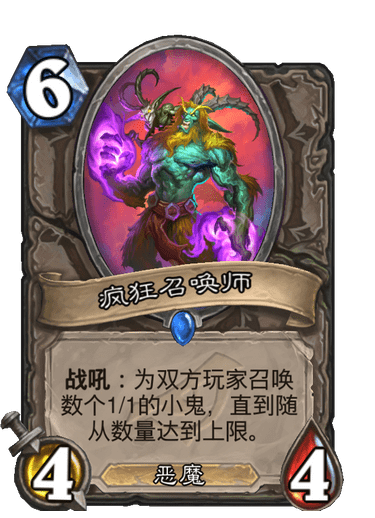 6
疯狂召唤师
战吼：为双方玩家召唤
数个1/1的小鬼，直到随
从数量达到上限。
4
恶魔
4